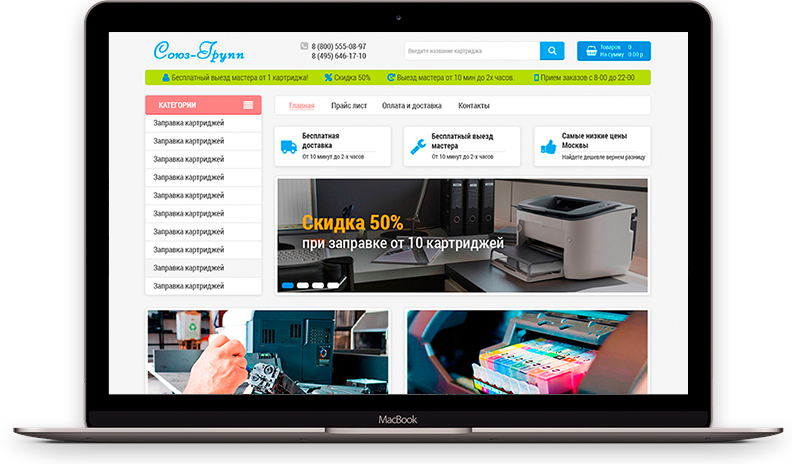 Союз-Групп
8 (800) 555-08-97
8 (495) 646-17-10
Введите название картриджа
Товаров 0
На сумму 0.00 р
Бесплатный выезд мастера от 1 картриджа!
Скидка 50%
Выезд мастера от 10 мин до 2х часов.
Прием заказов с 8-00 до 22-00
КАТЕГОРИИ
Заправка картриджей
Заправка картриджей
Заправка картриджей
Заправка картриджей
Заправка картриджей
Заправка картриджей
Заправка картриджей
Заправка картриджей
Заправка картриджей
Заправка картриджей
Главная
Прайс лист
Оплата и доставка
Контакты
Бесплатная
доставка
От 10 минут до 2-х часов
Бесплатный выезд
мастера
От 10 минут до 2-х часов
Самые низкие цены
Москвы
Найдете дешевле вернем разницу
Скидка 50%
при заправке от 10 картриджей
MacBook